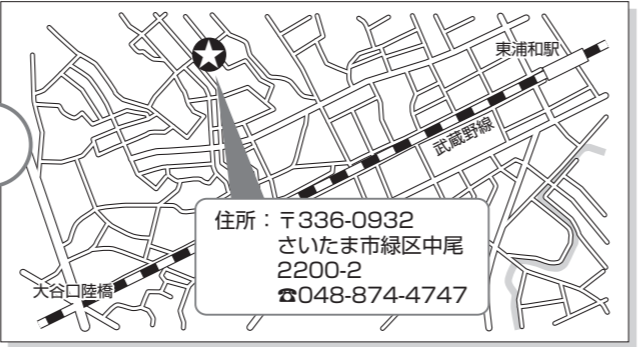 東浦和駅
武蔵野線
大谷口陸橋
住所：〒336-0932
さいたま市緑区中尾
2200-2
☎048-874-4747